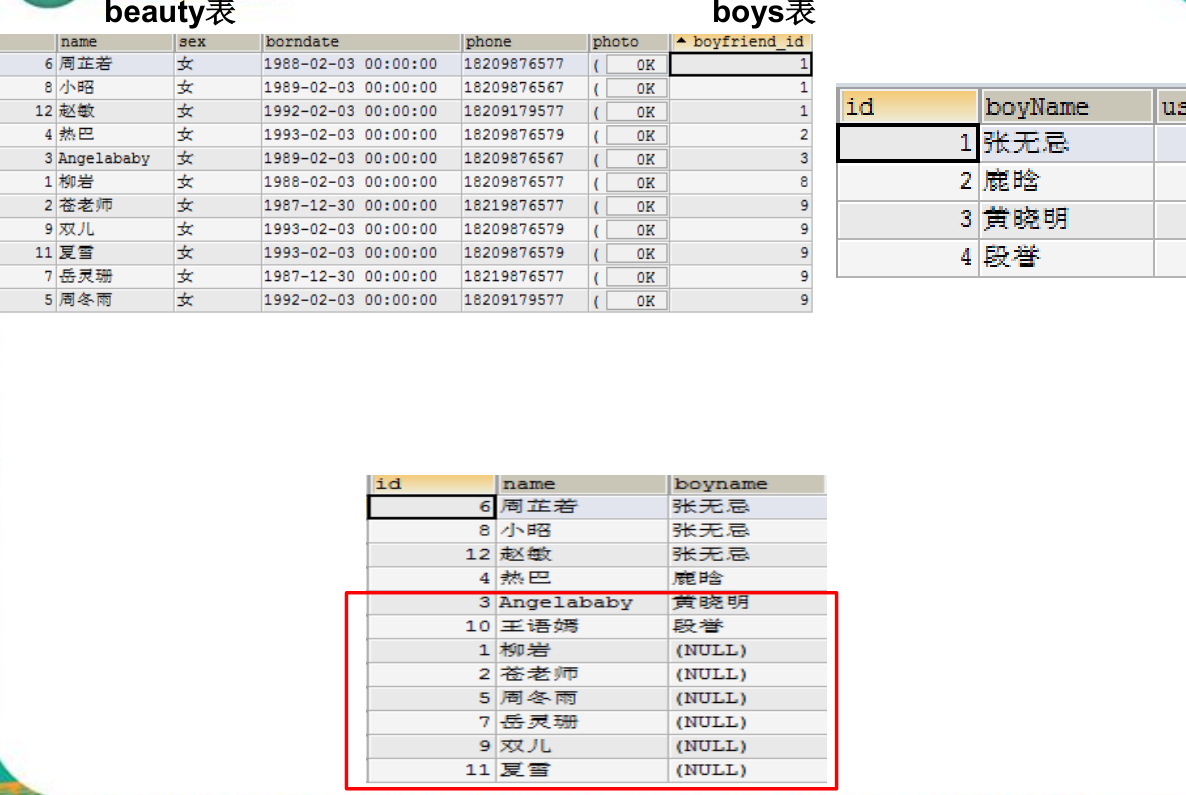 beauty表 boys表
name sex borndate phone photo boyfriend_id
6 周芷若 女 1988-02-03 00:00:00 18209876577 ( OK 1
8 小昭 女 1989-02-03 00:00:00 18209876567 ( OK 1
12 赵敏 女 1992-02-03 00:00:00 18209179577 ( OK 1
4 热巴 女 1993-02-03 00:00:00 18209876579 ( OK 2
3 Angelababy 女 1989-02-03 00:00:00 18209876567 ( OK 3
1 柳岩 女 1988-02-03 00:00:00 18209876577 ( OK 8
2 苍老师 女 1987-12-30 00:00:00 18219876577 ( OK 9
9 双儿 女 1993-02-03 00:00:00 18209876579 ( OK 9
11 夏雪 女 1993-02-03 00:00:00 18209876579 ( OK 9
7 岳灵珊 女 1987-12-30 00:00:00 18219876577 ( OK 9
5 周冬雨 女 1992-02-03 00:00:00 18209179577 ( OK 9
id boyName us
1 张无忌
2 鹿晗
3 黄晓明
4 段誉
id name boyname
6 周芷若 张无忌
8 小昭 张无忌
12 赵敏 张无忌
4 热巴 鹿晗
3 Angelababy 黄晓明
10 王语嫣 段誉
1 柳岩 (NULL)
2 苍老师 (NULL)
5 周冬雨 (NULL)
7 岳灵珊 (NULL)
9 双儿 (NULL)
11 夏雪 (NULL)